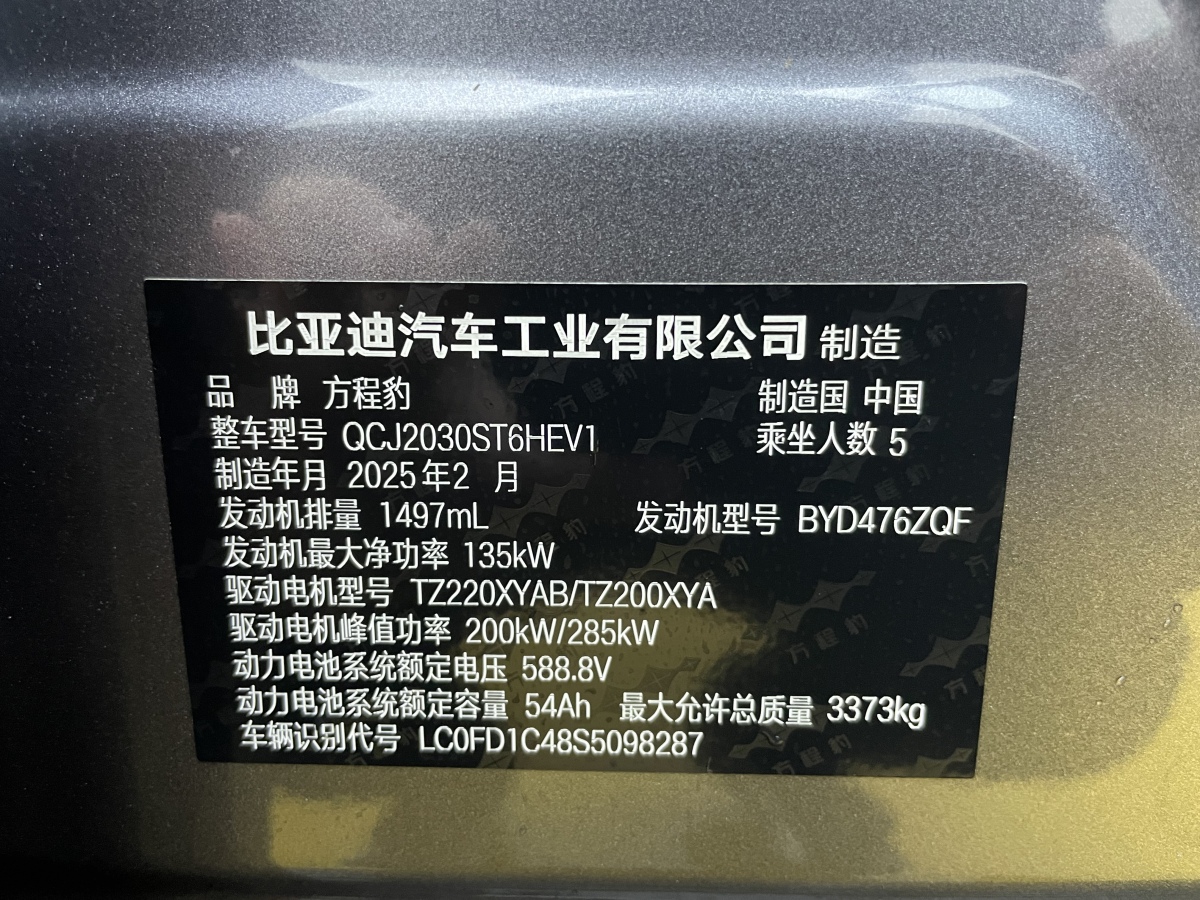 比亚迪汽车工业有限公司 制造
品 牌 方程豹 制造国 中国
整车型号 QCJ2030ST6HEV1 乘坐人数 5
制造年月 2025年2 月
发动机排量 1497mL 发动机型号 BYD476ZQF
发动机最大净功率 135kW
驱动电机型号 TZ220XYAB/TZ200XYA
驱动电机峰值功率 200kW/285kW
动力电池系统额定电压 588.8V
动力电池系统额定容量 54Ah 最大允许总质量 3373kg
车辆识别代号 LC0FD1C48S5098287